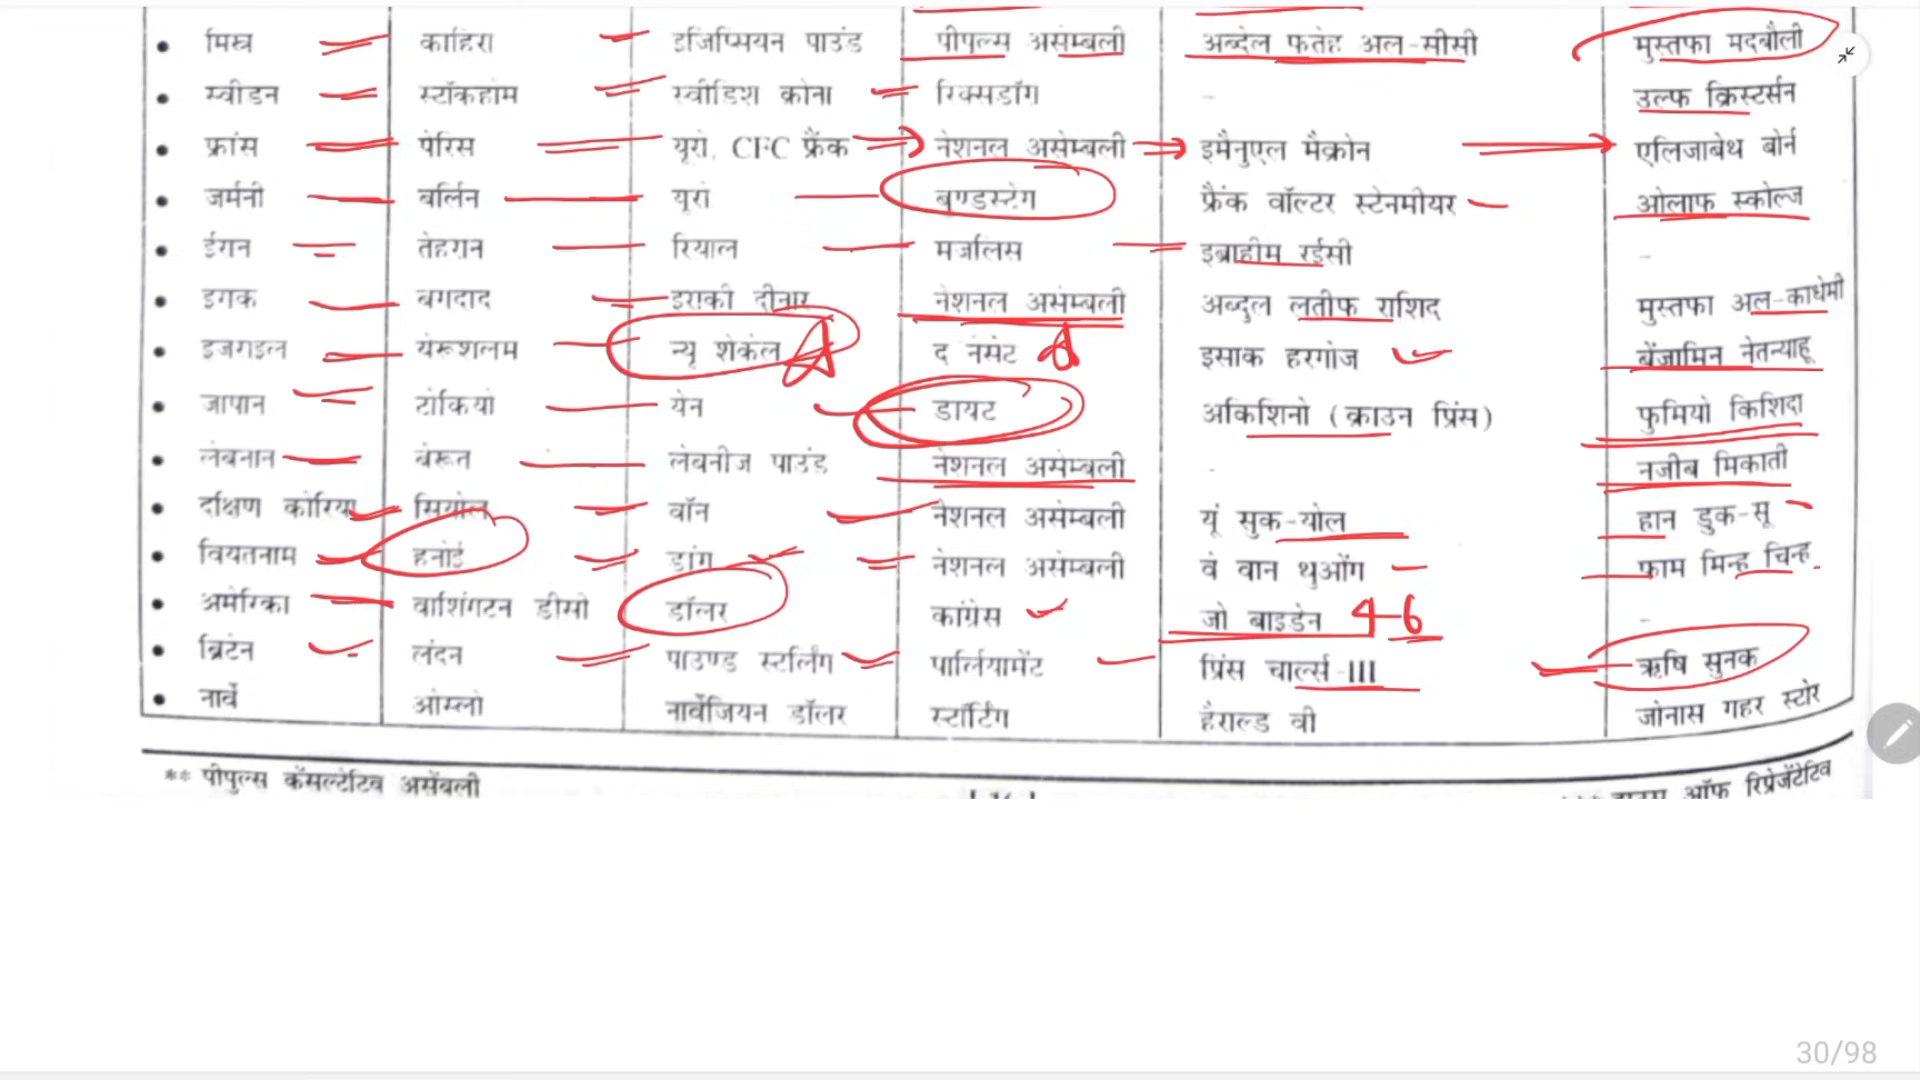 मिस्र काहिरा इजिप्सियन पाउंड पीपुल्स असेम्बली अब्देल फतेह अल-सीसी मुस्तफा मदबौली
स्वीडन स्टॉकहोम स्वीडिश क्रोना रिक्सडॉग - उल्फ क्रिस्टर्सन
फ्रांस पेरिस यूरो, CFC फ्रैंक नेशनल असेम्बली इमैनुएल मैक्रोन एलिजाबेथ बोर्न
जर्मनी बर्लिन यूरो बुण्डस्टेग फ्रैंक वॉल्टर स्टेनमीयर ओलाफ स्कोल्ज
ईरान तेहरान रियाल मजलिस इब्राहीम रईसी -
इराक बगदाद इराकी दीनार नेशनल असेम्बली अब्दुल लतीफ राशिद मुस्तफा अल-काधेमी
इजराइल येरूशलम न्यू शेकेल द नेसेट इसाक हरगोज बेंजामिन नेतन्याहू
जापान टोकियो येन डायट अकिशिनो (क्राउन प्रिंस) फुमियो किशिदा
लेबनान बेरूत लेबनीज पाउंड नेशनल असेम्बली - नजीब मिकाती
दक्षिण कोरिया सियोल वॉन नेशनल असेम्बली यूं सुक-योल हान डुक-सू
वियतनाम हनोई डांग नेशनल असेम्बली वे वान थुओंग फाम मिन्ह चिन्ह
अमेरिका वाशिंगटन डीसी डॉलर कांग्रेस जो बाइडेन 46 -
ब्रिटेन लंदन पाउण्ड स्टर्लिंग पार्लियामेंट प्रिंस चार्ल्स-III ऋषि सुनक
नार्वे ओस्लो नार्वेजियन डॉलर स्टॉर्टिंग हैराल्ड वी जोनास गहर स्टोर
** पीपुल्स कंसल्टेटिव असेंबली ऑफ रिप्रेजेंटेटिव
30/98